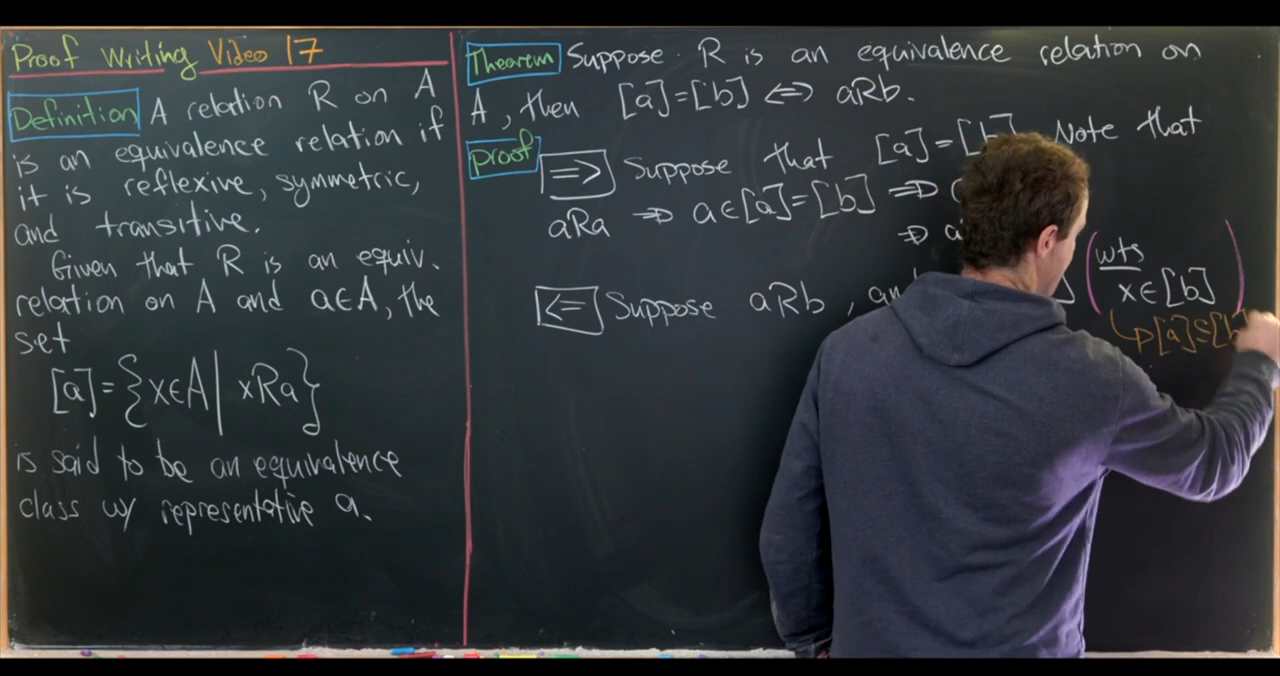 Proof Writing Video 17
Definition A relation R on A
is an equivalence relation if
it is reflexive, symmetric,
and transitive.
Given that R is an equiv.
relation on A and a∈A, the
set
[a]={x∈A| xRa}
is said to be an equivalence
class w/ representative a.
Theorem Suppose R is an equivalence relation on
A, then [a]=[b] ⇔ aRb.
Proof ⇒ Suppose that [a]=[b] Note that
aRa ⇒ a∈[a]=[b] ⇒
⇒
⇐ Suppose aRb,
(wts
x∈[b])
↳[a]⊆[b